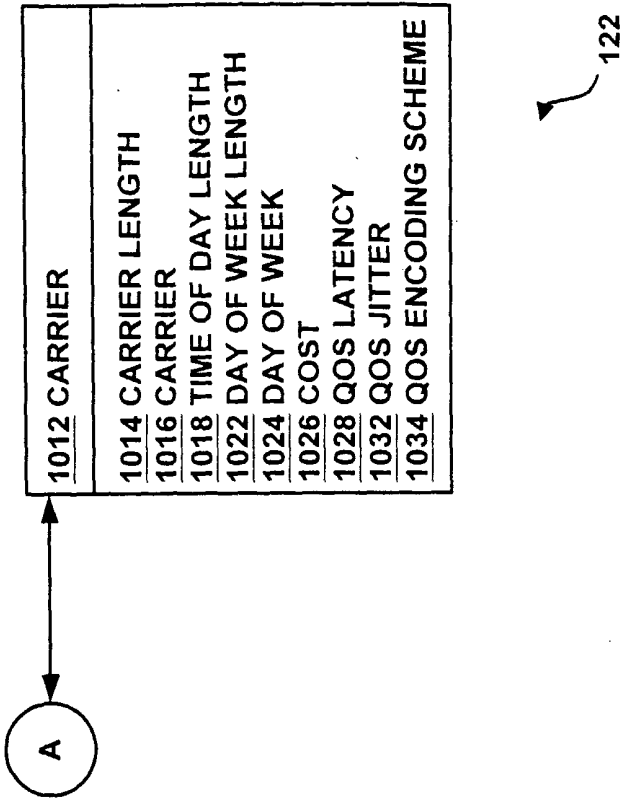 A
1012 CARRIER
1014 CARRIER LENGTH
1016 CARRIER
1018 TIME OF DAY LENGTH
1022 DAY OF WEEK LENGTH
1024 DAY OF WEEK
1026 COST
1028 QOS LATENCY
1032 QOS JITTER
1034 QOS ENCODING SCHEME
122